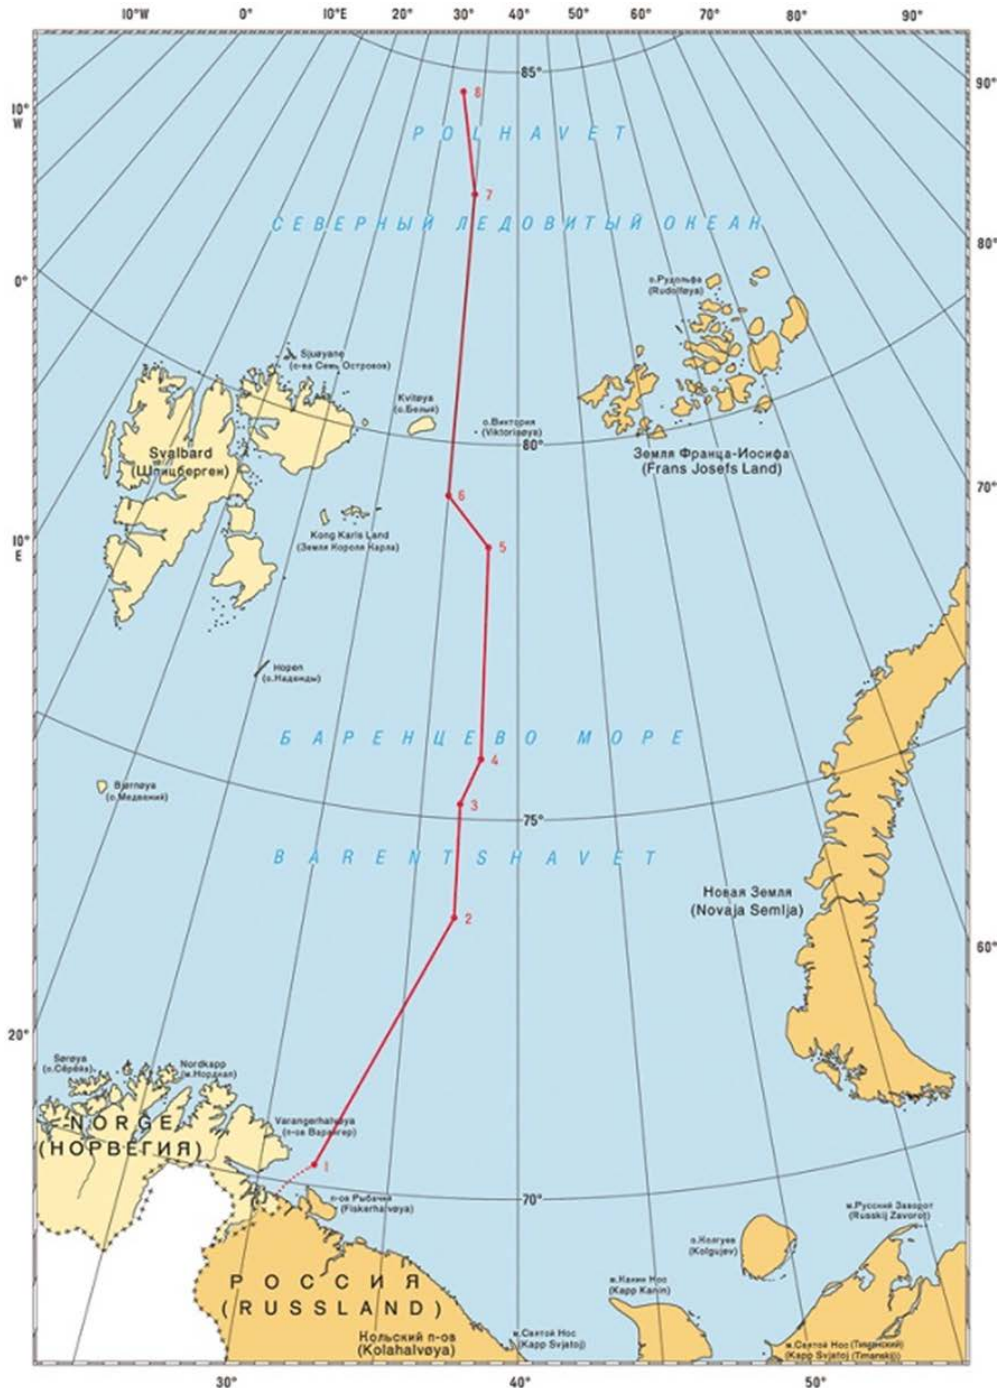 10°W 0° 10°E 20° 30° 40° 50° 60° 70° 80° 90°
85°
90°
10°
W
8
POLHAVET
7
СЕВЕРНЫЙ ЛЕДОВИТЫЙ ОКЕАН
80°
0°
о.Рудольфа
(Rudolføya)
Sjuøyane
(о-ва Семь Островов)
Kvitøya
(о.Белый)
о.Виктория
(Viktoriaøya)
80°
Svalbard
(Шпицберген)
Земля Франца-Иосифа
(Frans Josefs Land)
70°
6
Kong Karls Land
(Земля Короля Карла)
10°
E
5
Hopen
(о.Надежды)
БАРЕНЦЕВО МОРЕ
4
Bjørnøya
(о.Медвежий)
3
75°
BARENTSHAVET
Новая Земля
(Novaja Semlja)
2
60°
20°
Sørøya
Nordkapp
(м.Нордкап)
NORGE
(НОРВЕГИЯ)
Varangerhalvøya
(п-ов Варангер)
1
п-ов Рыбачий
(Fiskerhalvøya)
70°
м.Русский Заворот
(Russkij Zavorot)
о.Колгуев
(Kolgujev)
РОССИЯ
(RUSSLAND)
м.Канин Нос
(Kapp Kanin)
Кольский п-ов
(Kolahalvøya)
м.Святой Нос
(Kapp Svjatoj)
м.Святой Нос (Тиманский)
(Kapp Svjatoj (Timanskij))
30° 40° 50°